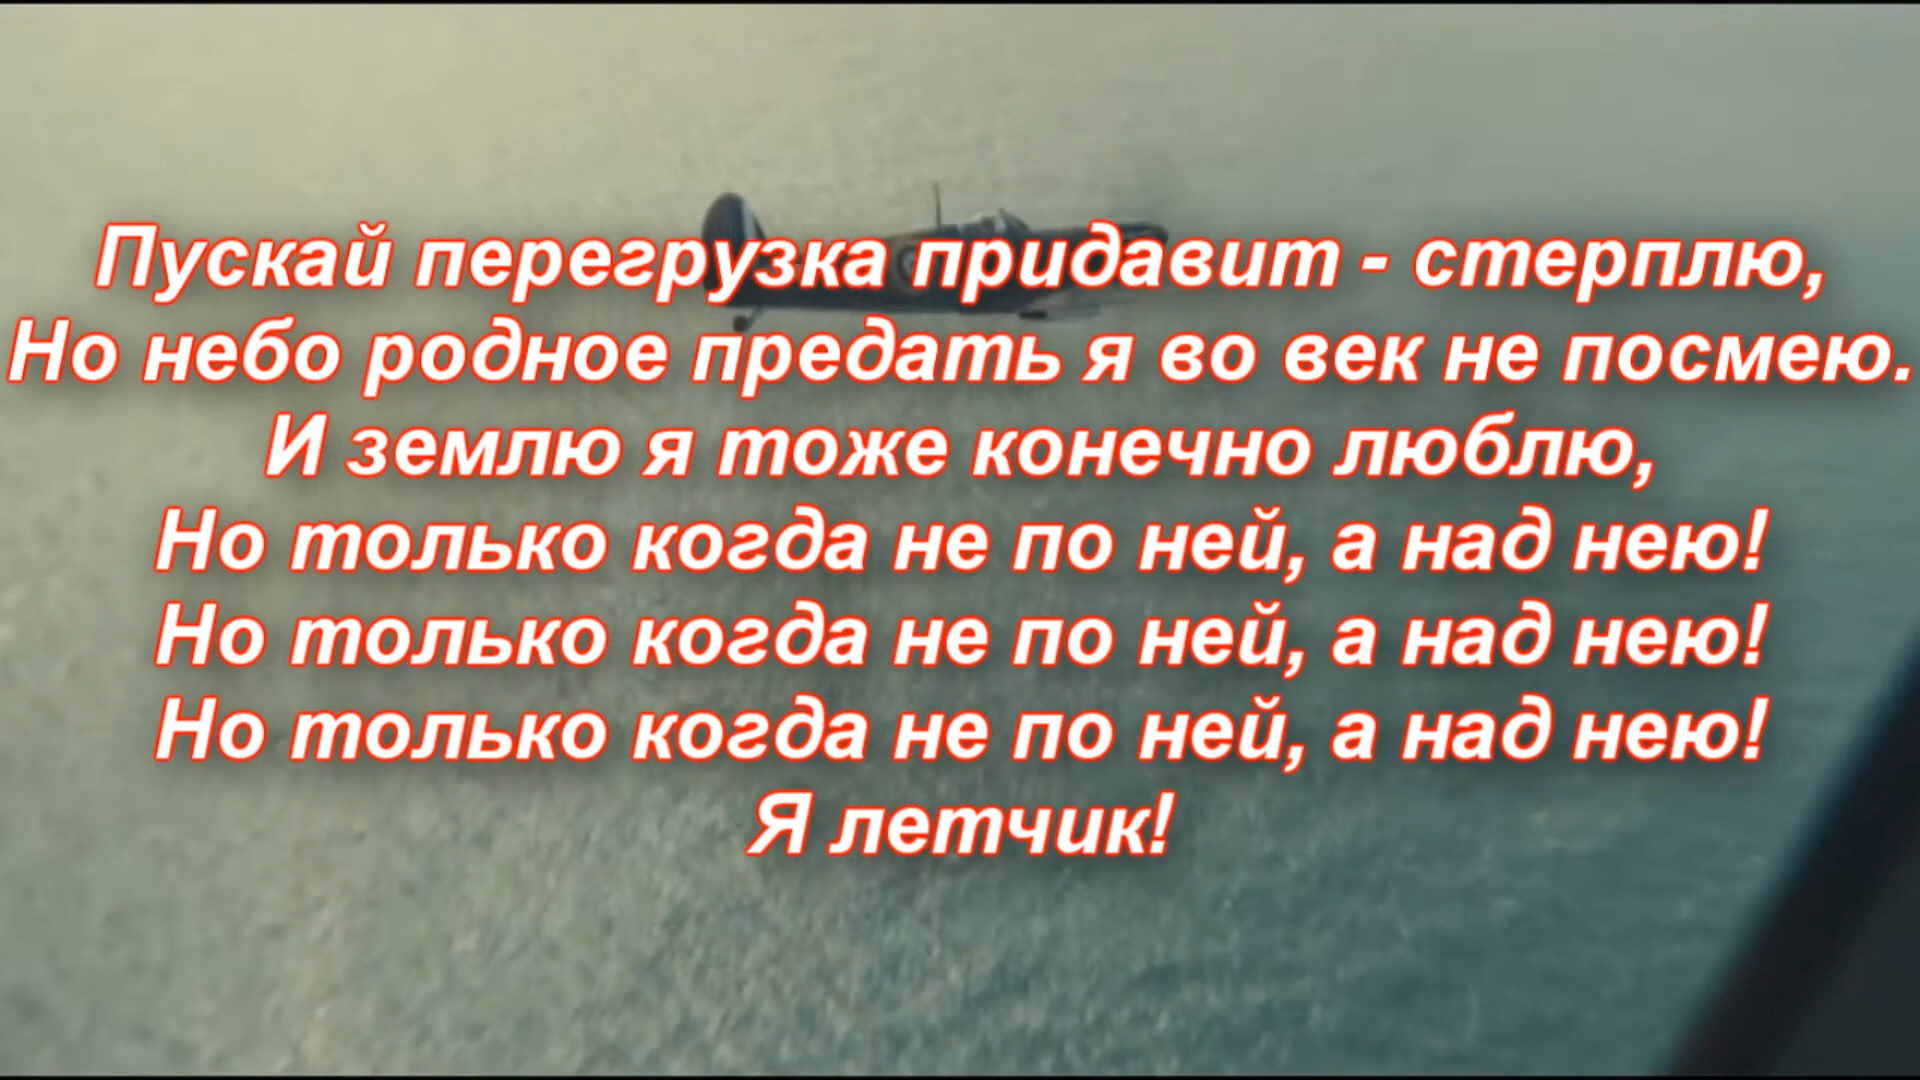 Пускай перегрузка придавит - стерплю,
Но небо родное предать я во век не посмею.
И землю я тоже конечно люблю,
Но только когда не по ней, а над нею!
Но только когда не по ней, а над нею!
Но только когда не по ней, а над нею!
Я летчик!